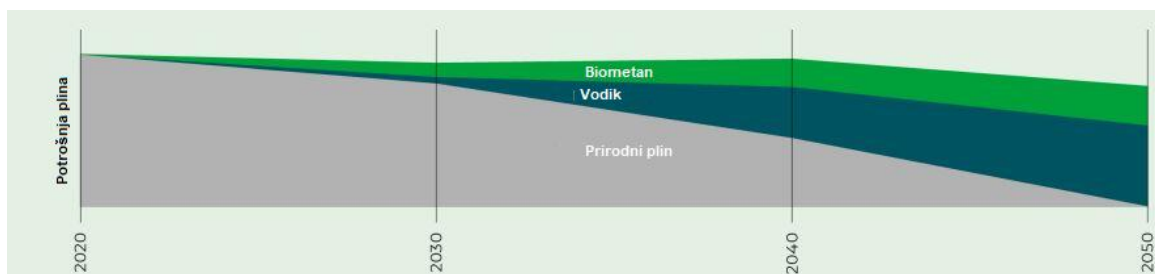 Potrošnja plina
Biometan
Vodik
Prirodni plin
2020
2030
2040
2050